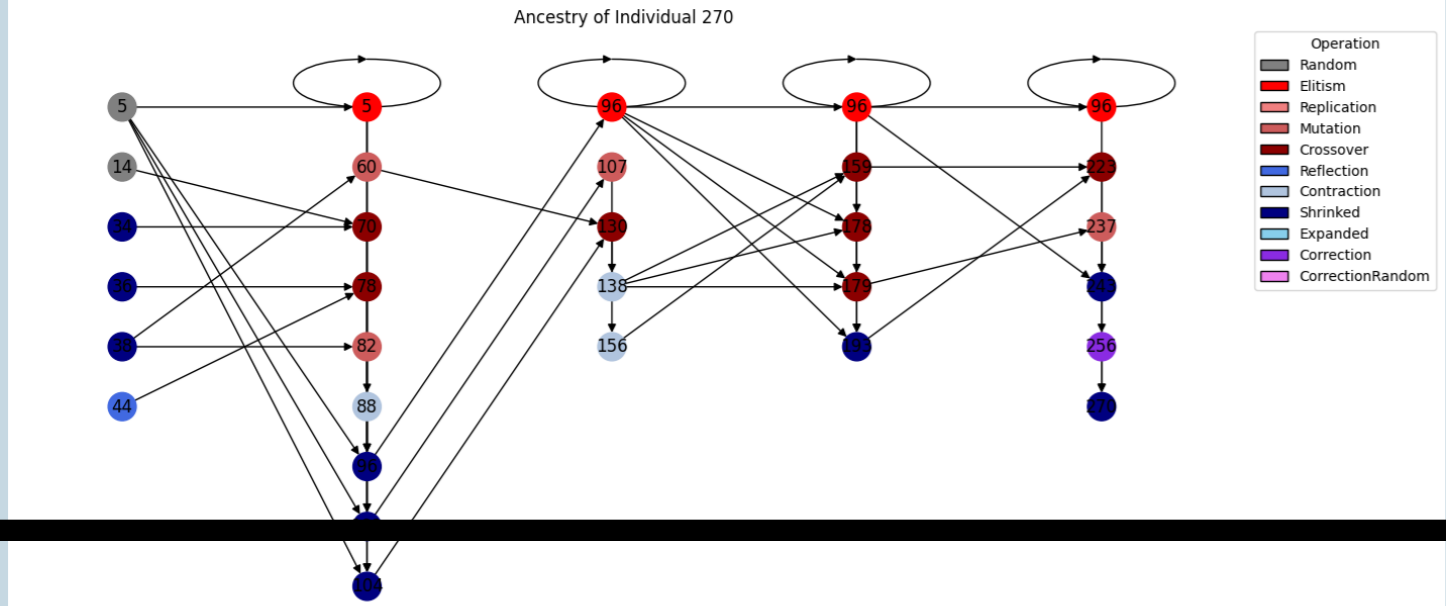 Ancestry of Individual 270
Operation
Random
Elitism
Replication
Mutation
Crossover
Reflection
Contraction
Shrinked
Expanded
Correction
CorrectionRandom
5
5
96
96
96
14
60
107
159
223
34
70
130
178
237
78
138
179
38
82
156
193
256
44
88
270
96
104